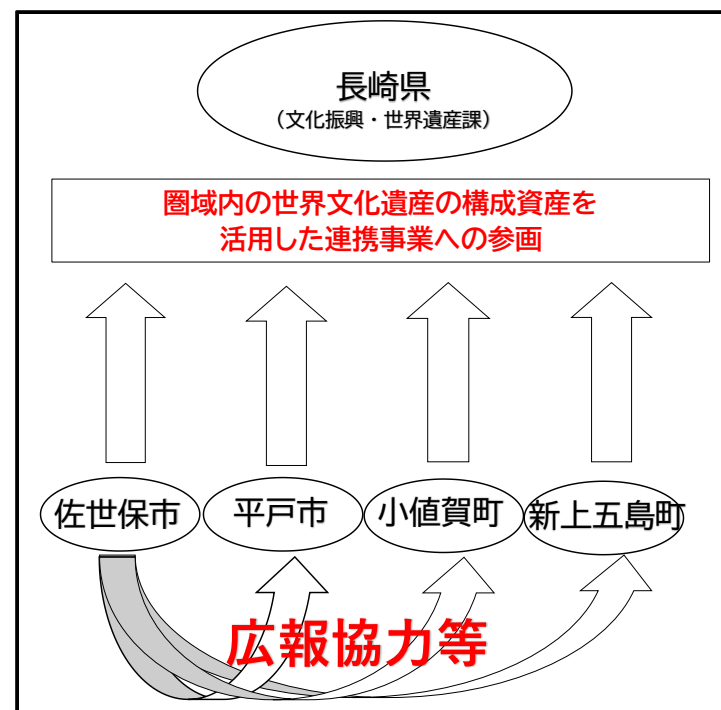 長崎県
（文化振興・世界遺産課）
圏域内の世界文化遺産の構成資産を
活用した連携事業への参画
佐世保市
平戸市
小値賀町
新上五島町
広報協力等